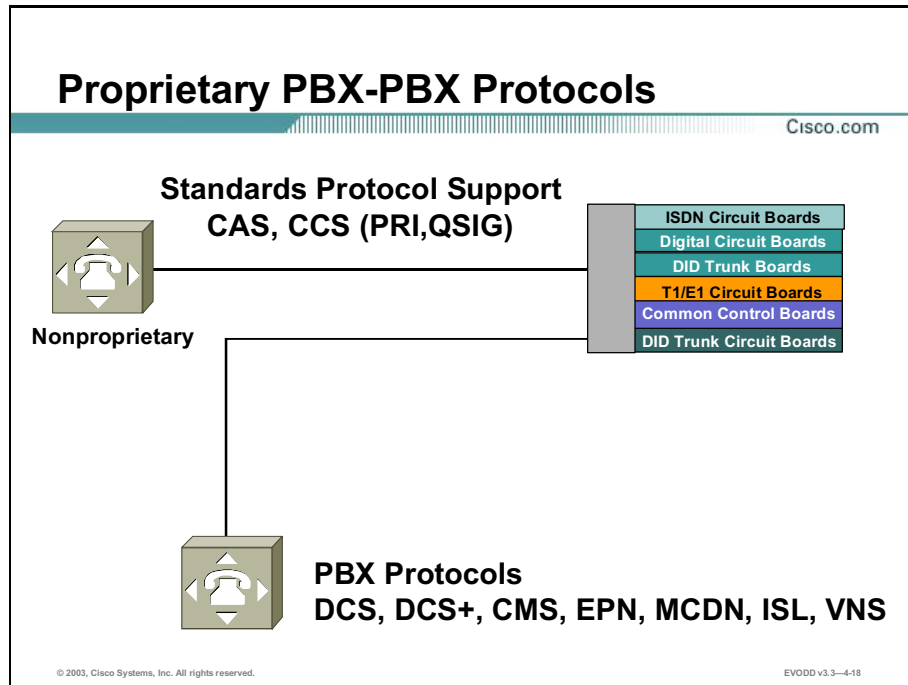 Proprietary PBX-PBX Protocols
Cisco.com
Standards Protocol Support
CAS, CCS (PRI,QSIG)
Nonproprietary
ISDN Circuit Boards
Digital Circuit Boards
DID Trunk Boards
T1/E1 Circuit Boards
Common Control Boards
DID Trunk Circuit Boards
PBX Protocols
DCS, DCS+, CMS, EPN, MCDN, ISL, VNS
© 2003, Cisco Systems, Inc. All rights reserved.
EVODD v3.3—4-18